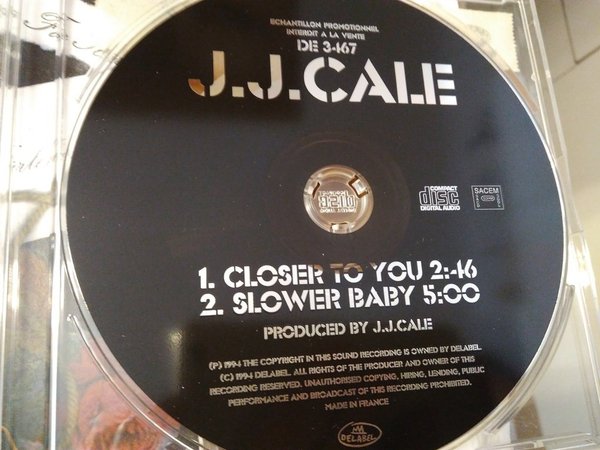 ECHANTILLON PROMOTIONNEL
INTERDIT A LA VENTE
DE 3467
J.J.CALE
COMPACT
disc
DIGITAL AUDIO
SACEM
1. CLOSER TO YOU 2:46
2. SLOWER BABY 5:00
PRODUCED BY J.J.CALE
(P) 1994 THE COPYRIGHT IN THIS SOUND RECORDING IS OWNED BY DELABEL.
(C) 1994 DELABEL. ALL RIGHTS OF THE PRODUCER AND OWNER OF THIS
RECORDING RESERVED. UNAUTHORISED COPYING, HIRING, LENDING, PUBLIC
PERFORMANCE AND BROADCAST OF THIS RECORDING PROHIBITED.
MADE IN FRANCE
DELABEL